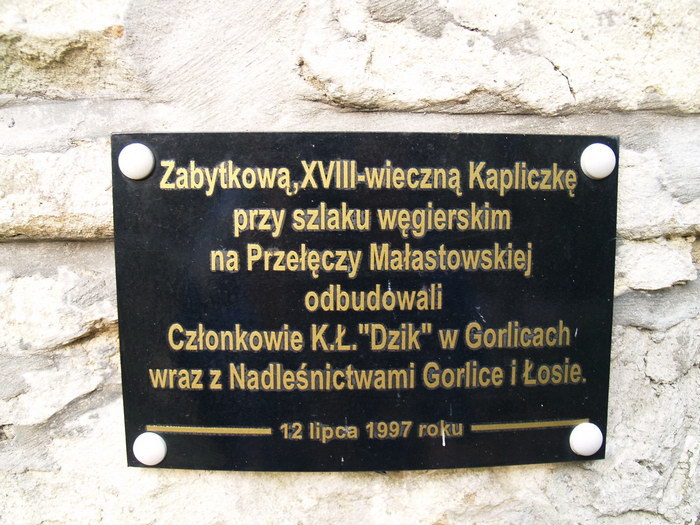 Zabytkową, XVIII-wieczną Kapliczkę
przy szlaku węgierskim
na Przełęczy Małastowskiej
odbudowali
Członkowie K.Ł."Dzik" w Gorlicach
wraz z Nadleśnictwami Gorlice i Łosie.
12 lipca 1997 roku